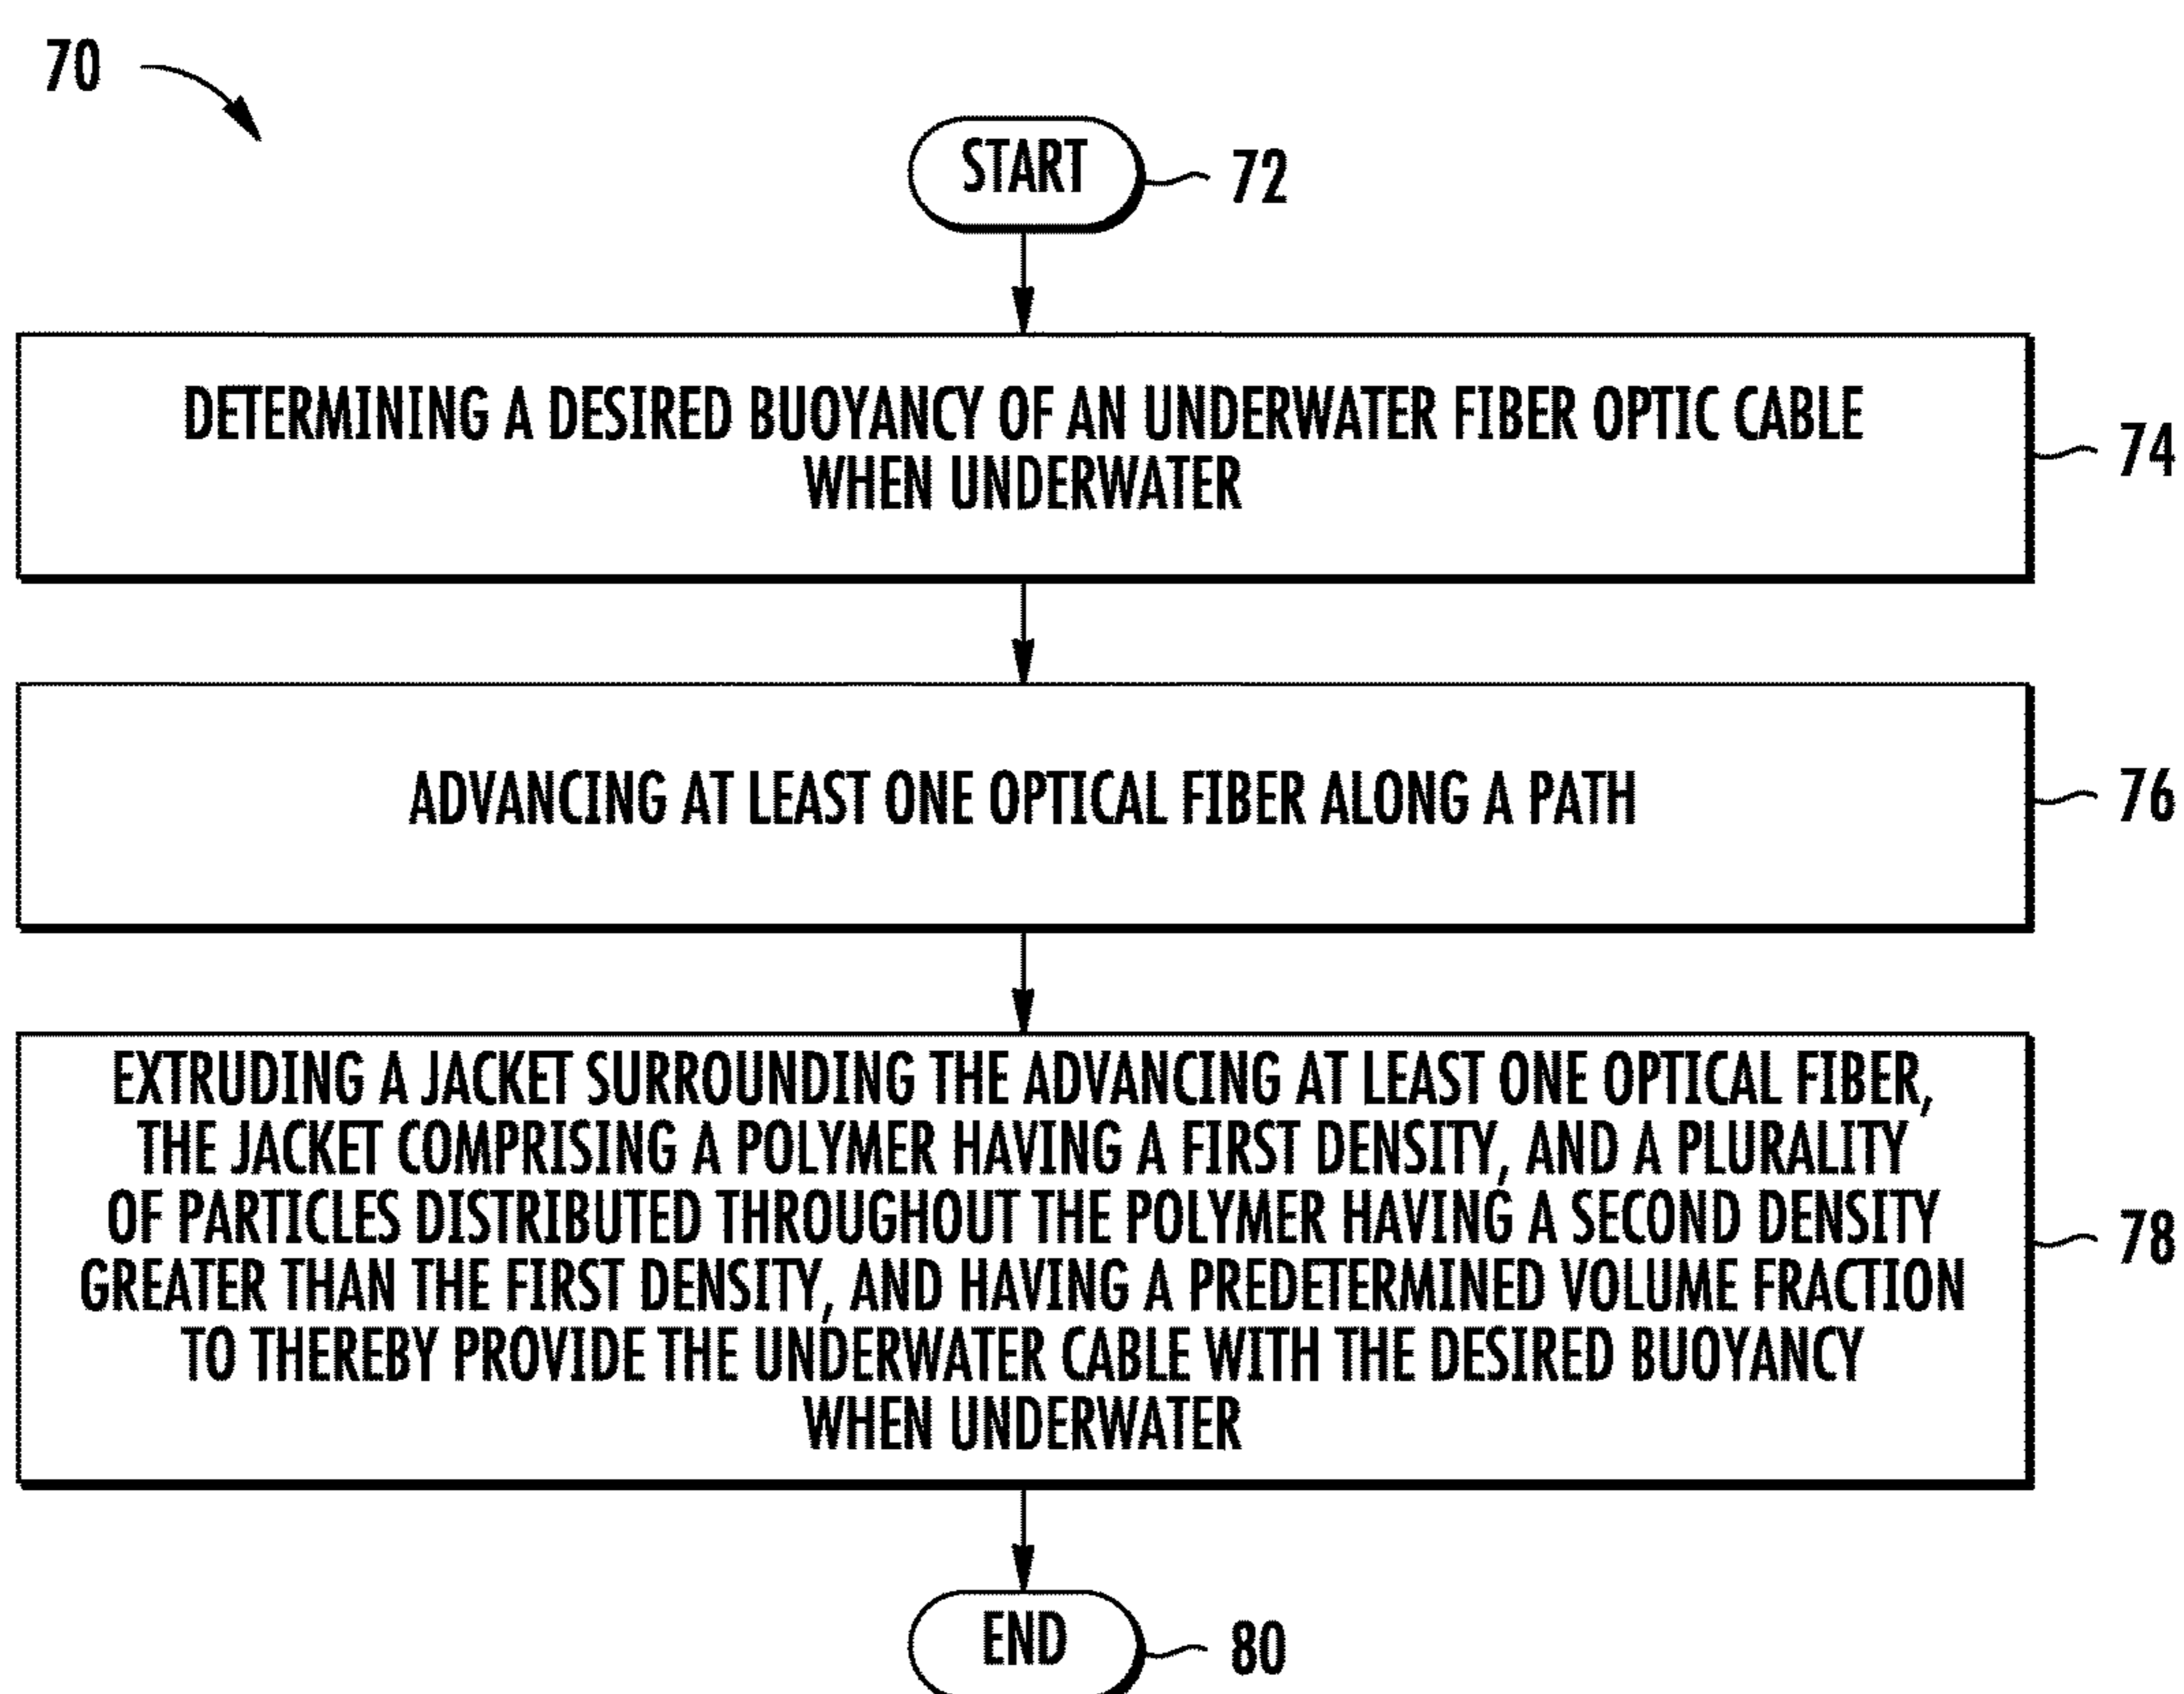 70
START
72
DETERMINING A DESIRED BUOYANCY OF AN UNDERWATER FIBER OPTIC CABLE
WHEN UNDERWATER
74
ADVANCING AT LEAST ONE OPTICAL FIBER ALONG A PATH
76
EXTRUDING A JACKET SURROUNDING THE ADVANCING AT LEAST ONE OPTICAL FIBER,
THE JACKET COMPRISING A POLYMER HAVING A FIRST DENSITY, AND A PLURALITY
OF PARTICLES DISTRIBUTED THROUGHOUT THE POLYMER HAVING A SECOND DENSITY
GREATER THAN THE FIRST DENSITY, AND HAVING A PREDETERMINED VOLUME FRACTION
TO THEREBY PROVIDE THE UNDERWATER CABLE WITH THE DESIRED BUOYANCY
WHEN UNDERWATER
78
END
80